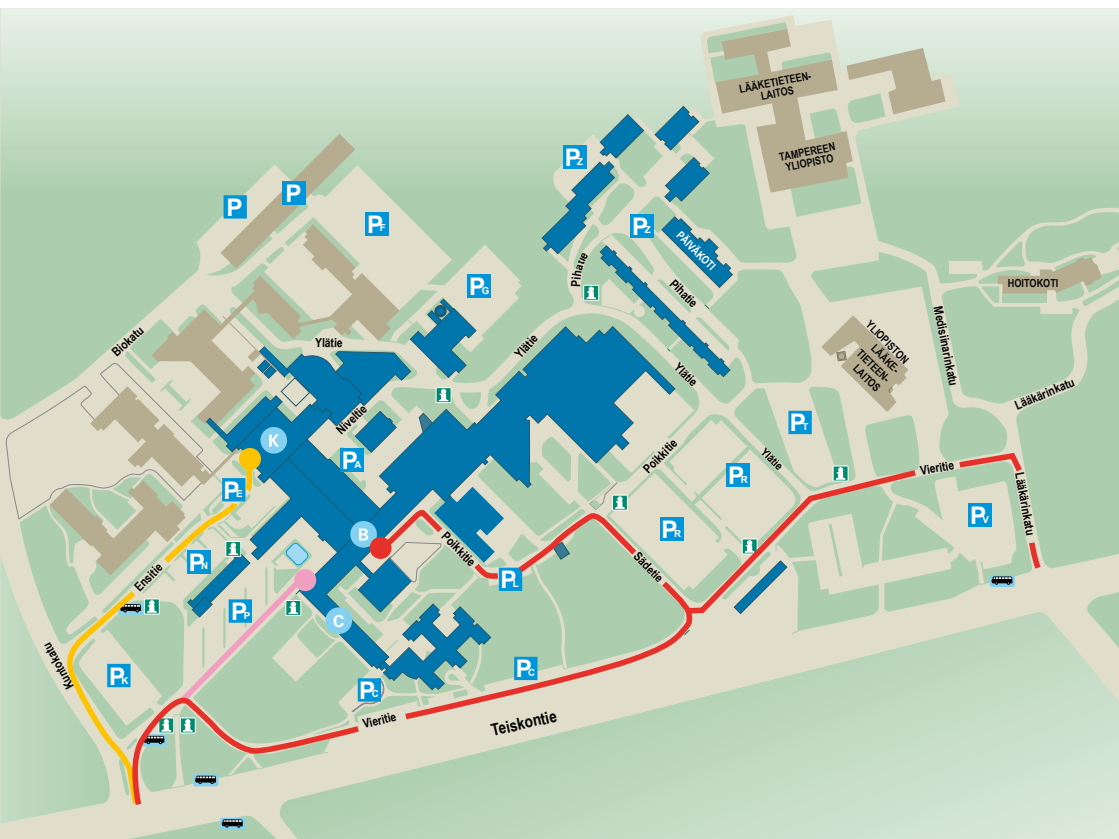 LÄÄKETIETEEN-
LAITOS
TAMPEREEN
YLIOPISTO
PZ
P
P
PF
PZ
PÄIVÄKOTI
Pihatie
Pihatie
HOITOKOTI
PG
Biokatu
Ylätie
Ylätie
Ylätie
YLIOPISTON
LÄÄKE-
TIETEEN-
LAITOS
Medisiinarinkatu
Lääkärinkatu
Niveltie
K
PA
PT
Poikkitie
Ylätie
PR
Vieritie
Lääkärinkatu
PE
PV
PR
B
Poikkitie
PN
Ensitie
PL
Sädetie
PP
C
PK
PC
PC
Kuntokatu
Vieritie
Teiskontie